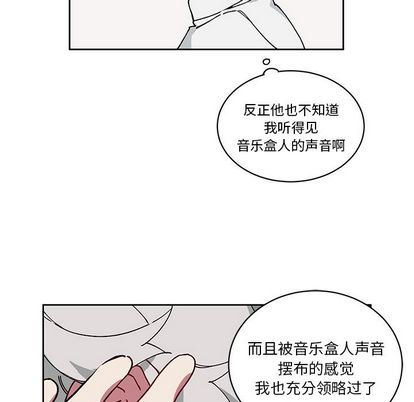 反正他也不知道
我听得见
音乐盒人的声音啊
而且被音乐盒人声音
摆布的感觉
我也充分领略过了